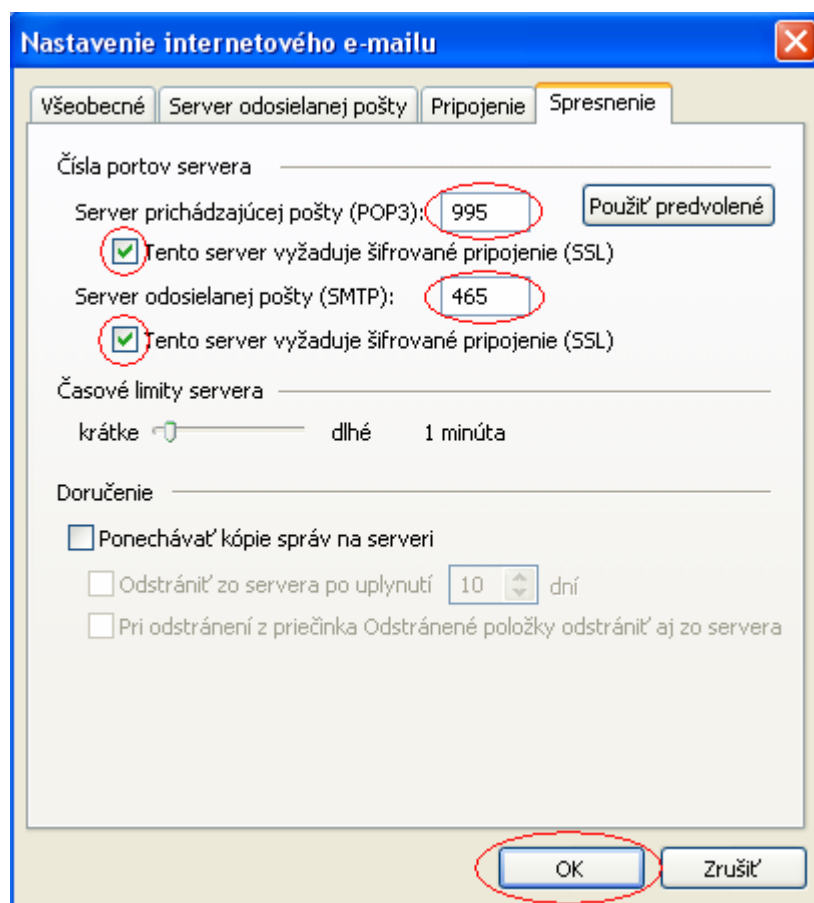 Nastavenie internetového e-mailu
Všeobecné Server odosielanej pošty Pripojenie Spresnenie
Čísla portov servera
Server prichádzajúcej pošty (POP3): 995 Použiť predvolené
Tento server vyžaduje šifrované pripojenie (SSL)
Server odosielanej pošty (SMTP): 465
Tento server vyžaduje šifrované pripojenie (SSL)
Časové limity servera
krátke dlhé 1 minúta
Doručenie
Ponechávať kópie správ na serveri
Odstrániť zo servera po uplynutí 10 dní
Pri odstránení z priečinka Odstránené položky odstrániť aj zo servera
OK Zrušiť